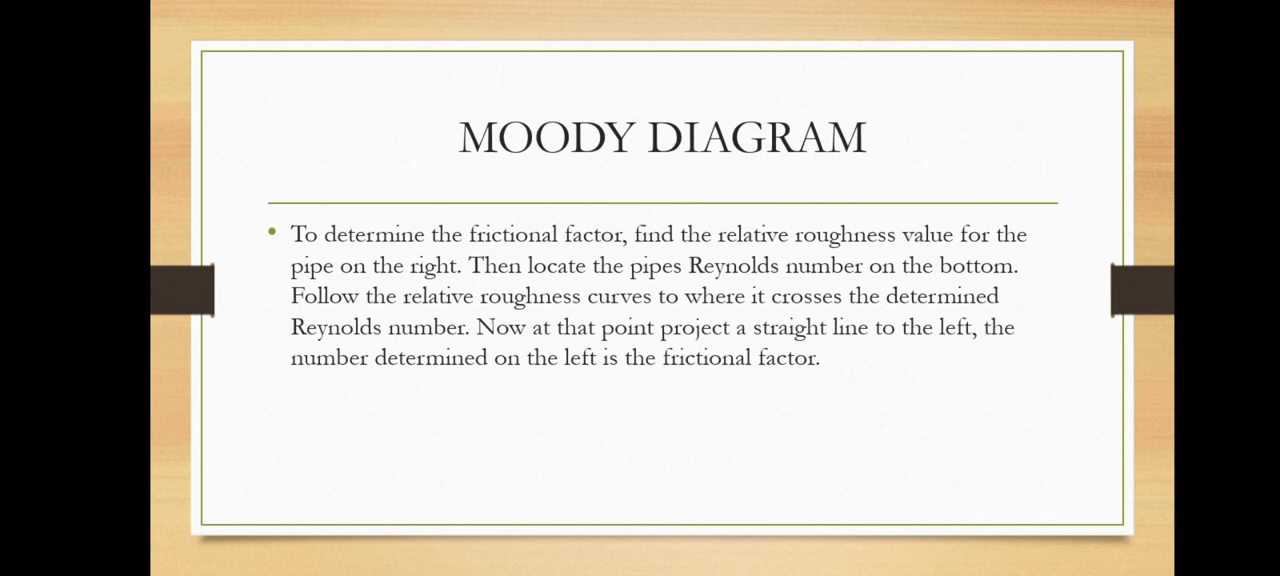 MOODY DIAGRAM
• To determine the frictional factor, find the relative roughness value for the
pipe on the right. Then locate the pipes Reynolds number on the bottom.
Follow the relative roughness curves to where it crosses the determined
Reynolds number. Now at that point project a straight line to the left, the
number determined on the left is the frictional factor.